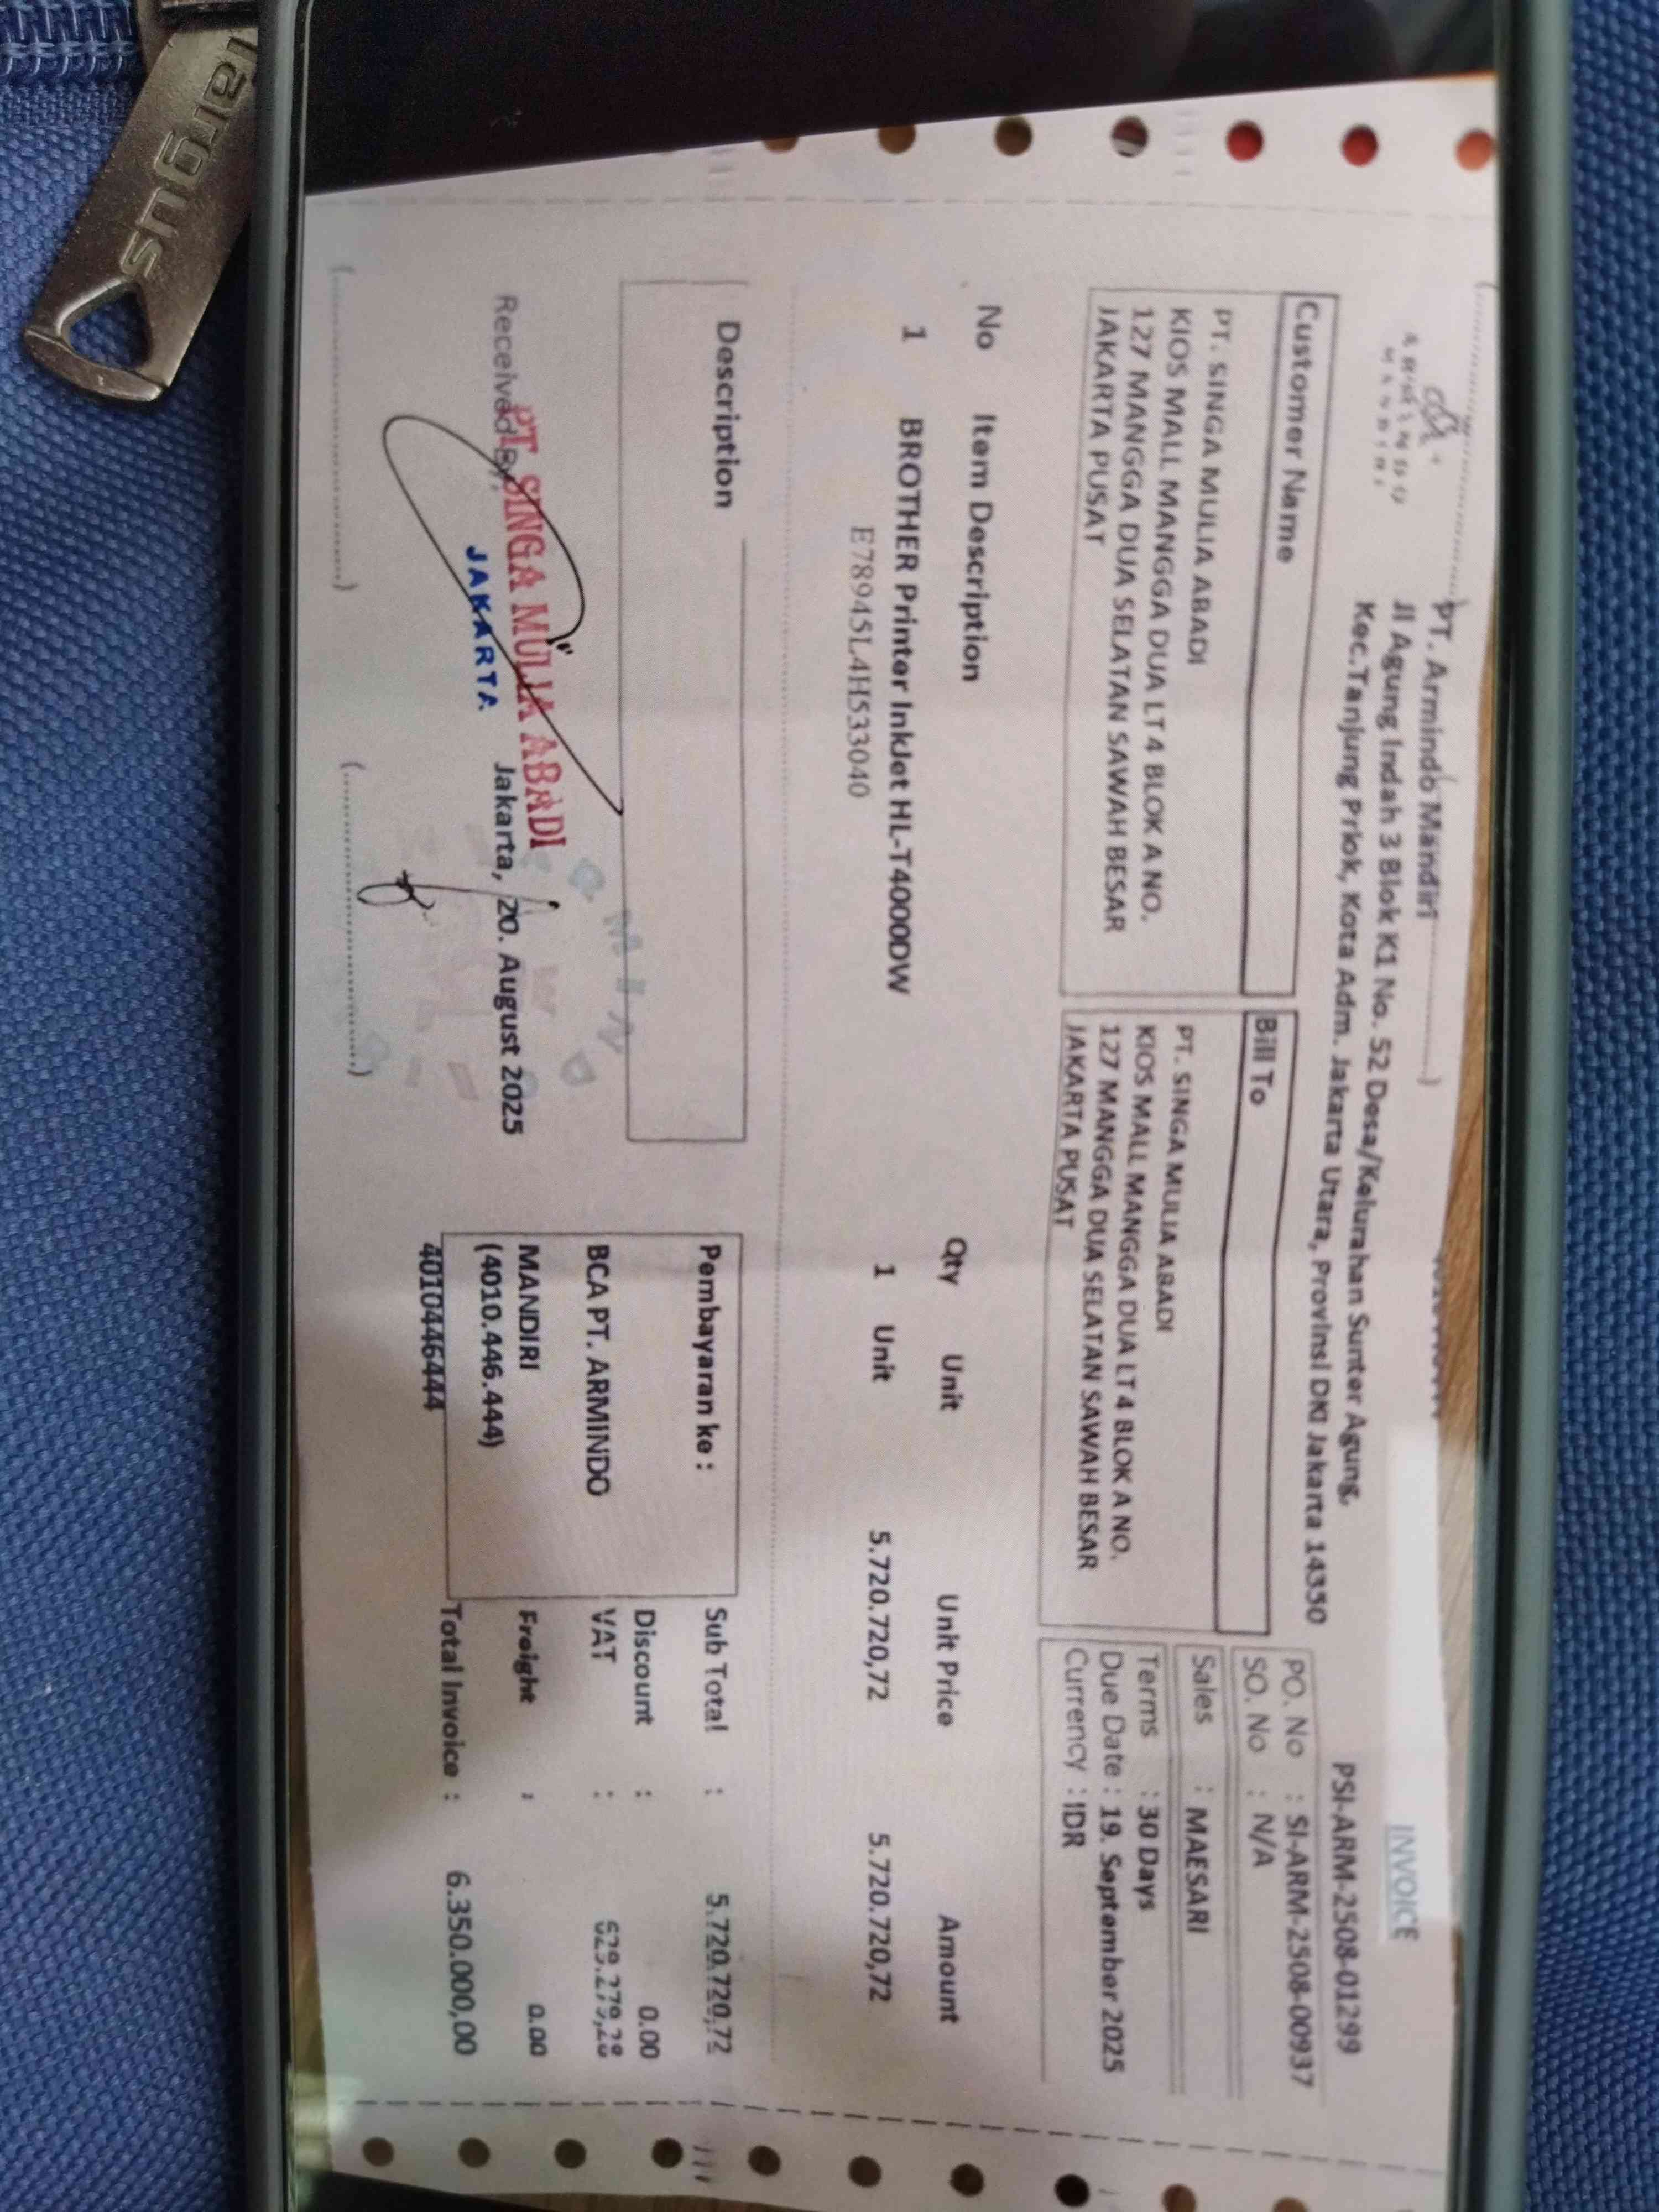 Targus
INVOICE
PT. Armindo Mandiri
Jl Agung Indah 3 Blok K1 No. 52 Desa/Kelurahan Sunter Agung,
Kec.Tanjung Priok, Kota Adm. Jakarta Utara, Provinsi DKI Jakarta 14350
ARMINDO
MANDIRI
PSI-ARM-2508-01299
PO. No : SI-ARM-2508-00937
SO. No : N/A
Sales : MAESARI
Terms : 30 Days
Due Date : 19. September 2025
Currency : IDR
Customer Name
PT. SINGA MULIA ABADI
KIOS MALL MANGGA DUA LT 4 BLOK A NO.
127 MANGGA DUA SELATAN SAWAH BESAR
JAKARTA PUSAT
Bill To
PT. SINGA MULIA ABADI
KIOS MALL MANGGA DUA LT 4 BLOK A NO.
127 MANGGA DUA SELATAN SAWAH BESAR
JAKARTA PUSAT
No Item Description Qty Unit Unit Price Amount
1 BROTHER Printer InkJet HL-T4000DW 1 Unit 5.720.720,72 5.720.720,72
E78945L4H533040
Description
Pembayaran ke :
BCA PT. ARMINDO
MANDIRI
(4010.446.444)
4010446444
Sub Total : 5.720.720,72
Discount : 0.00
VAT : 629.279,28
Freight : 0.00
Total Invoice : 6.350.000,00
Received By,
PT SINGA MULIA ABADI
JAKARTA
Jakarta, 20. August 2025
(....................)
(....................)